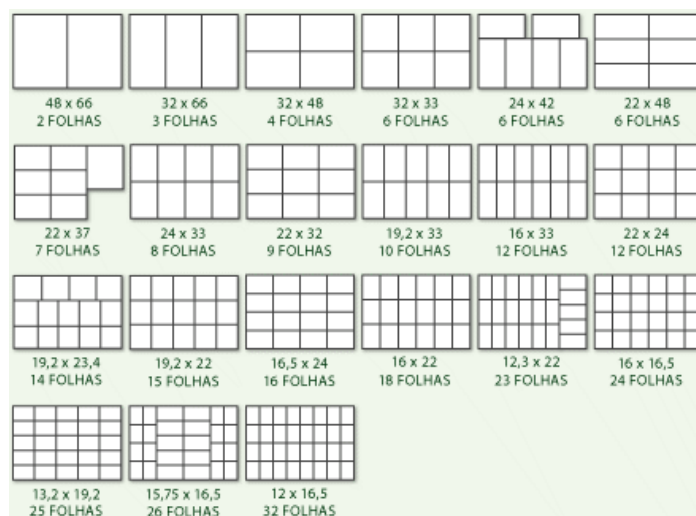 48 x 66
2 FOLHAS
32 x 66
3 FOLHAS
32 x 48
4 FOLHAS
32 x 33
6 FOLHAS
24 x 42
6 FOLHAS
22 x 48
6 FOLHAS
22 x 37
7 FOLHAS
24 x 33
8 FOLHAS
22 x 32
9 FOLHAS
19,2 x 33
10 FOLHAS
16 x 33
12 FOLHAS
22 x 24
12 FOLHAS
19,2 x 23,4
14 FOLHAS
19,2 x 22
15 FOLHAS
16,5 x 24
16 FOLHAS
16 x 22
18 FOLHAS
12,3 x 22
23 FOLHAS
16 x 16,5
24 FOLHAS
13,2 x 19,2
25 FOLHAS
15,75 x 16,5
26 FOLHAS
12 x 16,5
32 FOLHAS